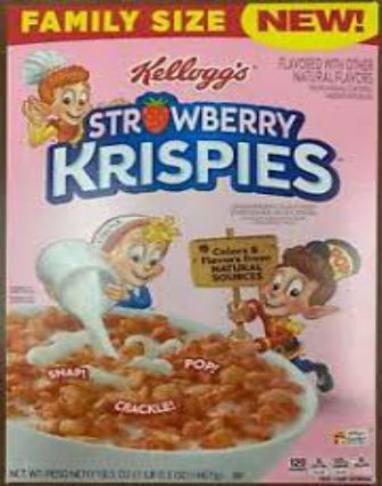 FAMILY SIZE NEW!
Kellogg's
FLAVORED WITH OTHER
NATURAL FLAVORS
STRAWBERRY
KRISPIES
Colors &
Flavors from
NATURAL
SOURCES
SNAP!
POP!
CRACKLE!
120